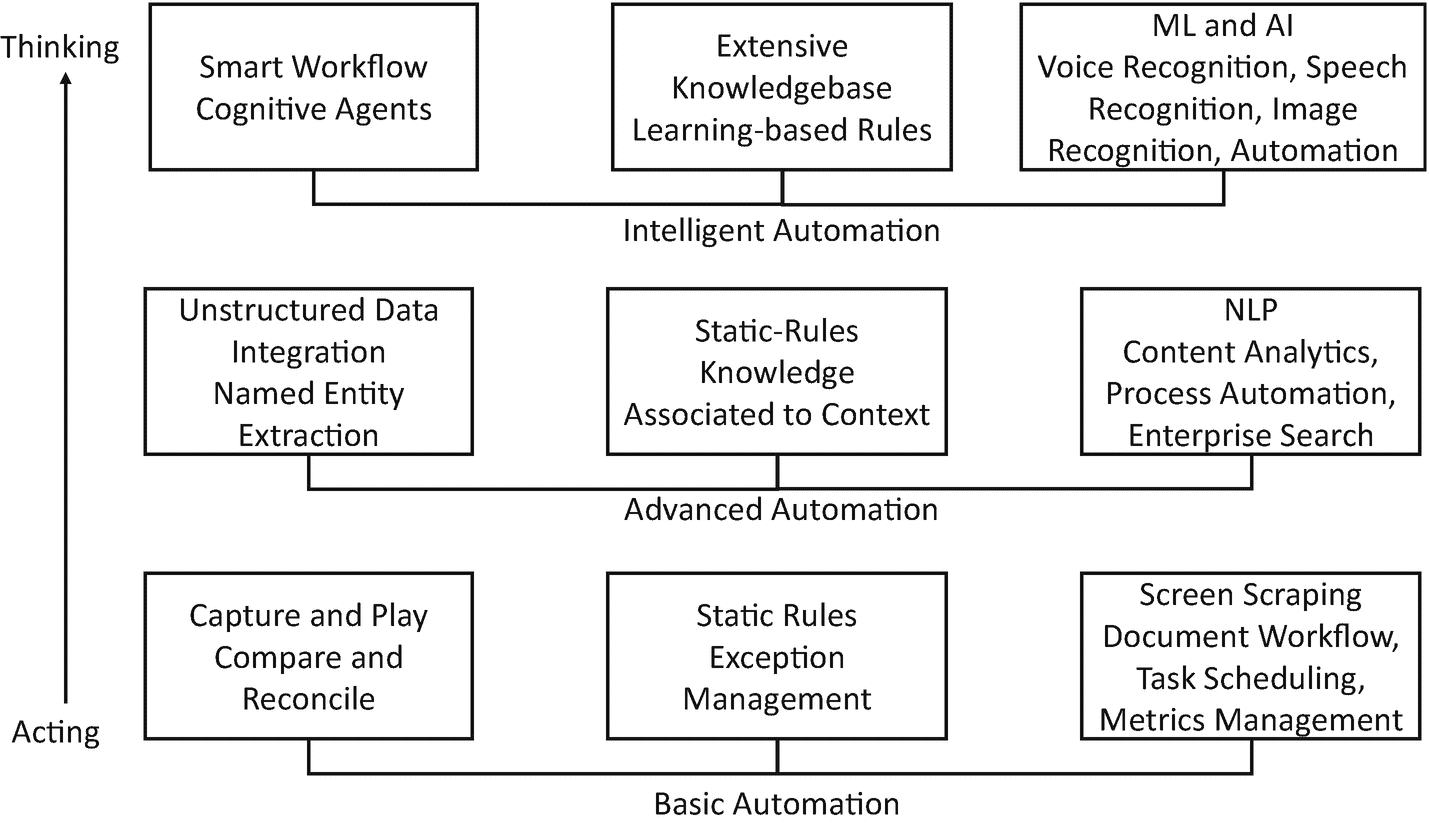 Thinking
Smart Workflow
Cognitive Agents
Extensive
Knowledgebase
Learning-based Rules
ML and AI
Voice Recognition, Speech
Recognition, Image
Recognition, Automation
Intelligent Automation
Unstructured Data
Integration
Named Entity
Extraction
Static-Rules
Knowledge
Associated to Context
NLP
Content Analytics,
Process Automation,
Enterprise Search
Advanced Automation
Capture and Play
Compare and
Reconcile
Static Rules
Exception
Management
Screen Scraping
Document Workflow,
Task Scheduling,
Metrics Management
Acting
Basic Automation